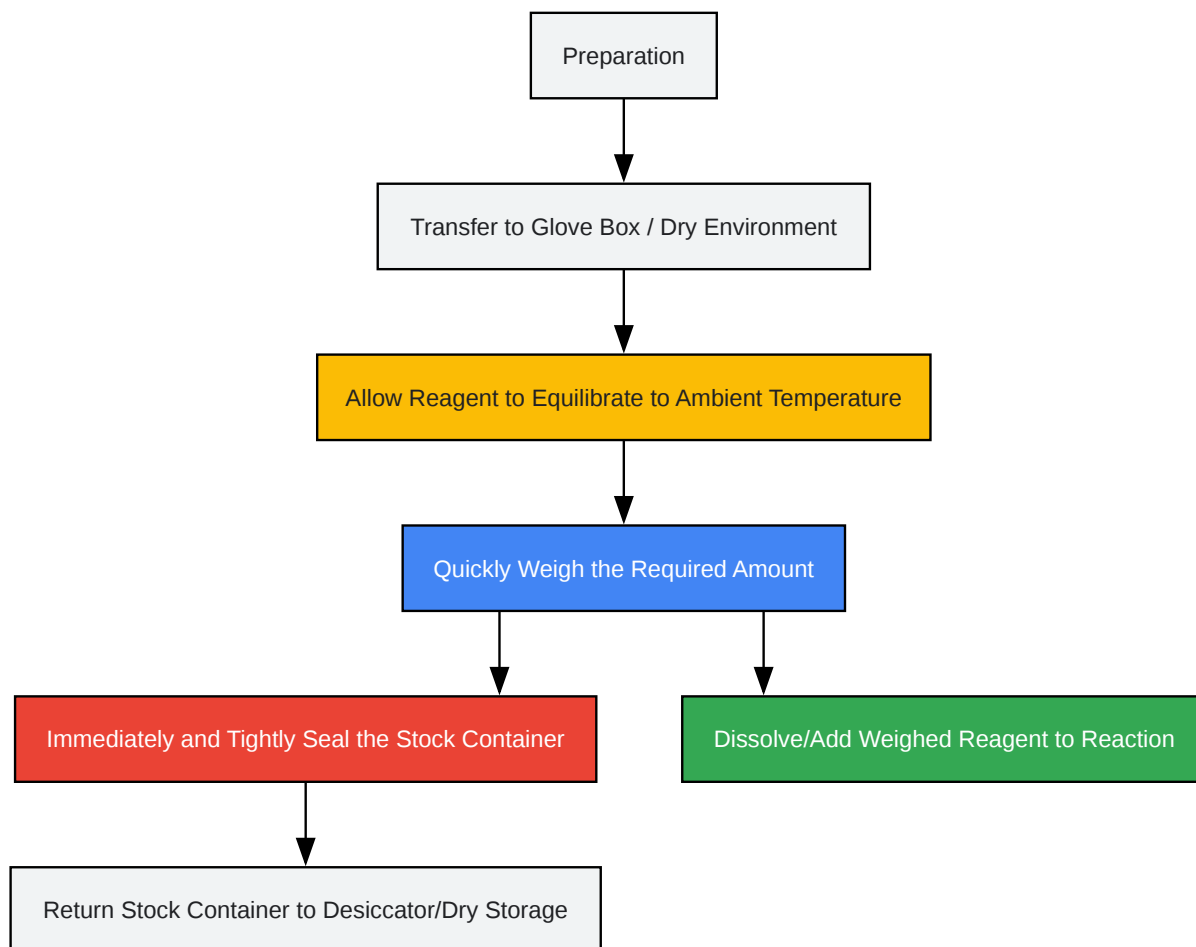 Preparation
Transfer to Glove Box / Dry Environment
Allow Reagent to Equilibrate to Ambient Temperature
Quickly Weigh the Required Amount
Immediately and Tightly Seal the Stock Container
Dissolve/Add Weighed Reagent to Reaction
Return Stock Container to Desiccator/Dry Storage